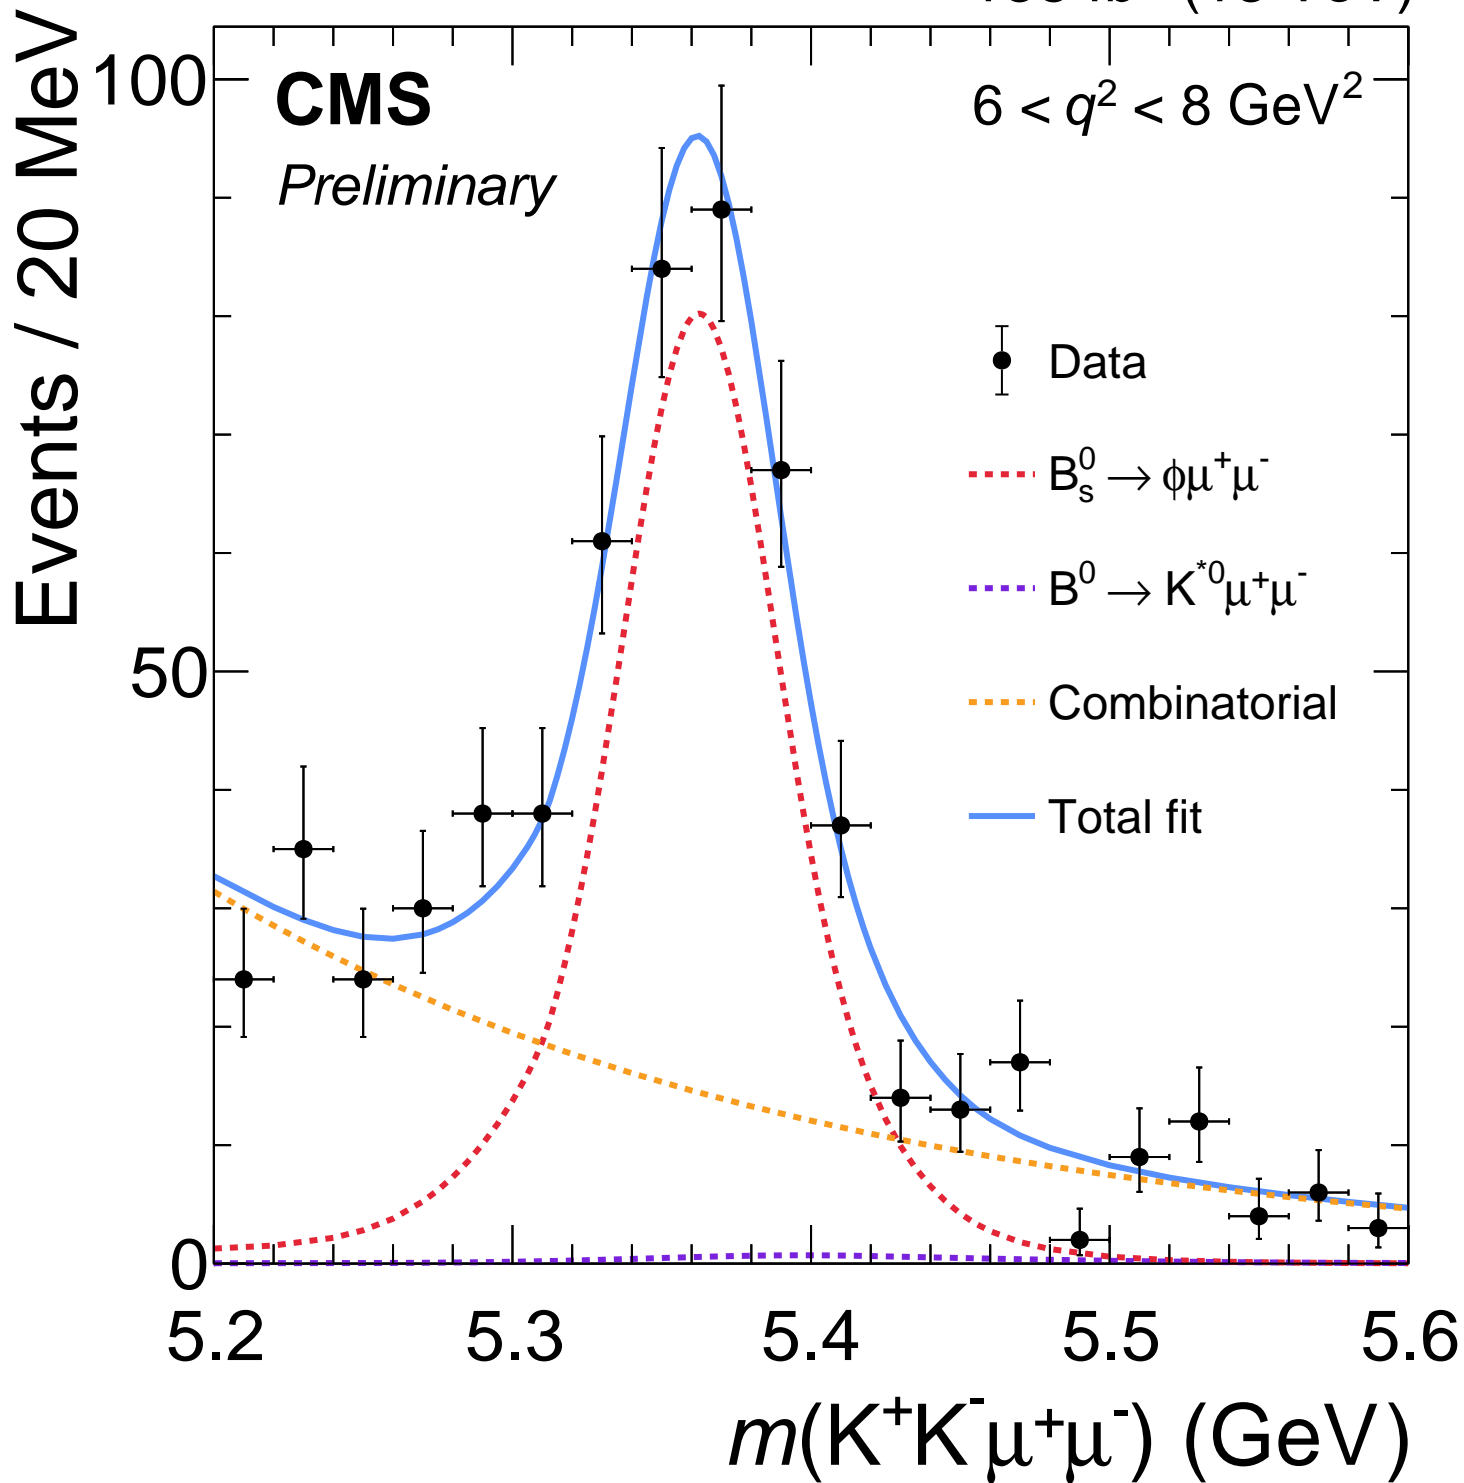 CMS
6 < q² < 8 GeV²
Preliminary
Events / 20 MeV
100
50
0
Data
B⁰ₛ → ϕμ⁺μ⁻
B⁰ → K*⁰μ⁺μ⁻
Combinatorial
Total fit
5.2 5.3 5.4 5.5 5.6
m(K⁺K⁻μ⁺μ⁻) (GeV)